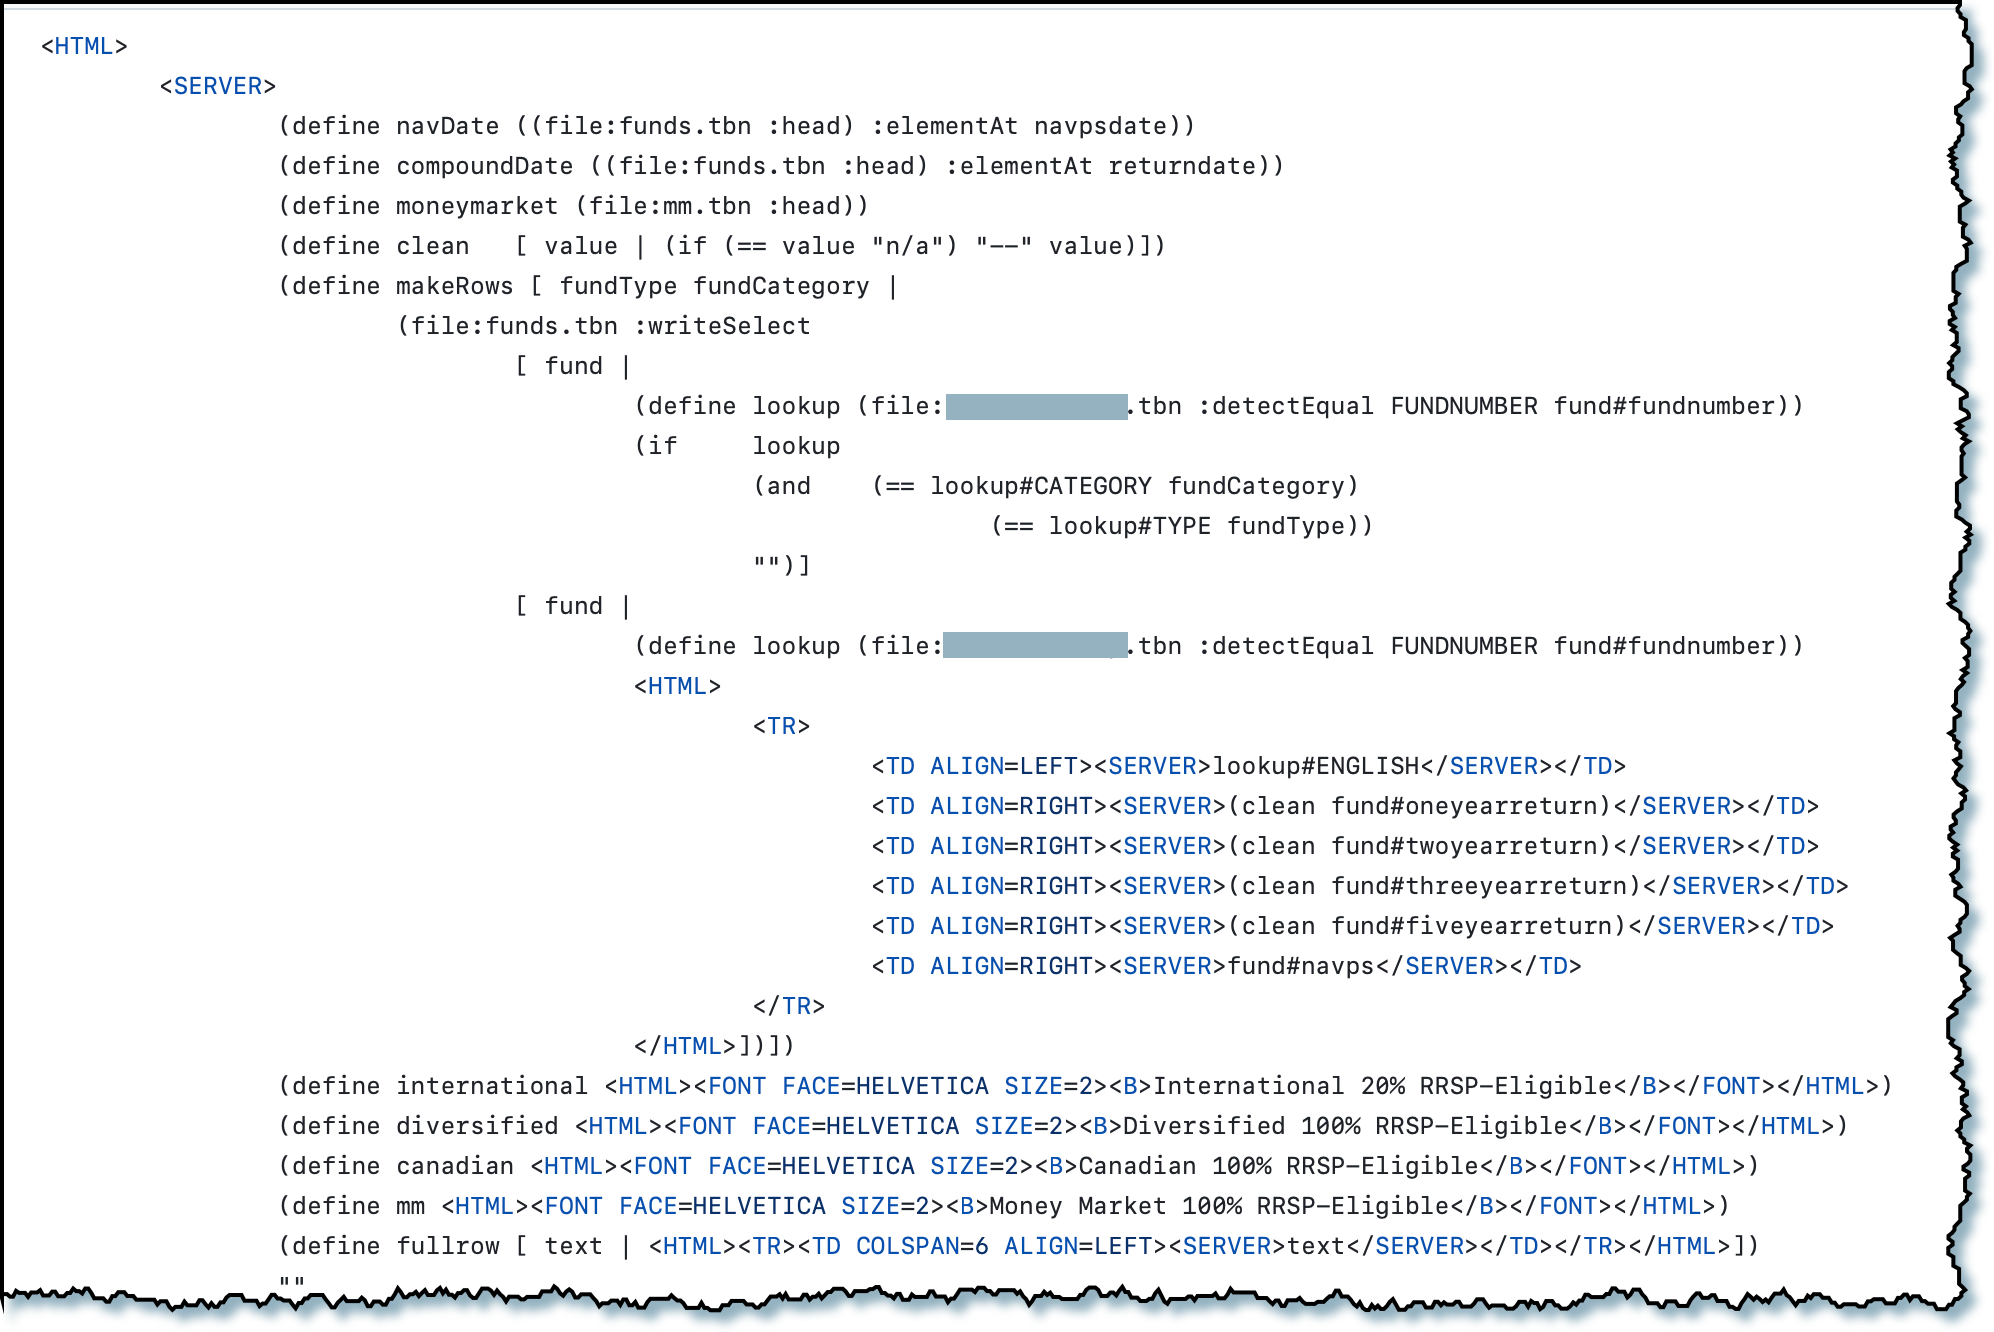 <HTML>
<SERVER>
(define navDate ((file:funds.tbn :head) :elementAt navpsdate))
(define compoundDate ((file:funds.tbn :head) :elementAt returndate))
(define moneymarket (file:mm.tbn :head))
(define clean [ value | (if (== value "n/a") "--" value)])
(define makeRows [ fundType fundCategory |
(file:funds.tbn :writeSelect
[ fund |
(define lookup (file: .tbn :detectEqual FUNDNUMBER fund#fundnumber))
(if lookup
(and (== lookup#CATEGORY fundCategory)
(== lookup#TYPE fundType))
"")]
[ fund |
(define lookup (file: .tbn :detectEqual FUNDNUMBER fund#fundnumber))
<HTML>
<TR>
<TD ALIGN=LEFT><SERVER>lookup#ENGLISH</SERVER></TD>
<TD ALIGN=RIGHT><SERVER>(clean fund#oneyearreturn)</SERVER></TD>
<TD ALIGN=RIGHT><SERVER>(clean fund#twoyearreturn)</SERVER></TD>
<TD ALIGN=RIGHT><SERVER>(clean fund#threeyearreturn)</SERVER></TD>
<TD ALIGN=RIGHT><SERVER>(clean fund#fiveyearreturn)</SERVER></TD>
<TD ALIGN=RIGHT><SERVER>fund#navps</SERVER></TD>
</TR>
</HTML>])])
(define international <HTML><FONT FACE=HELVETICA SIZE=2><B>International 20% RRSP-Eligible</B></FONT></HTML>)
(define diversified <HTML><FONT FACE=HELVETICA SIZE=2><B>Diversified 100% RRSP-Eligible</B></FONT></HTML>)
(define canadian <HTML><FONT FACE=HELVETICA SIZE=2><B>Canadian 100% RRSP-Eligible</B></FONT></HTML>)
(define mm <HTML><FONT FACE=HELVETICA SIZE=2><B>Money Market 100% RRSP-Eligible</B></FONT></HTML>)
(define fullrow [ text | <HTML><TR><TD COLSPAN=6 ALIGN=LEFT><SERVER>text</SERVER></TD></TR></HTML>])
""